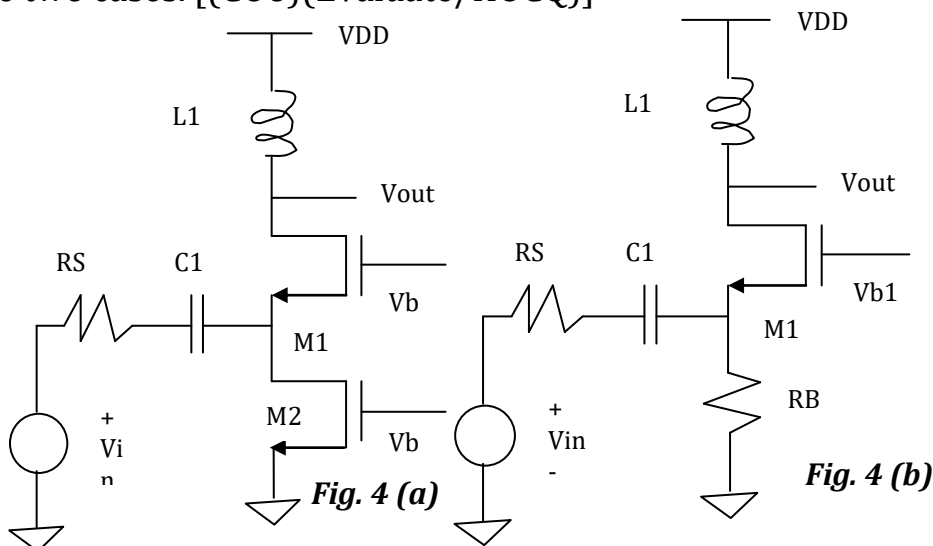 VDD
L1
Vout
RS
C1
Vb
M1
M2
+
Vi
n
Vb
Fig. 4 (a)
VDD
L1
Vout
RS
C1
Vb1
M1
RB
+
Vin
-
Fig. 4 (b)